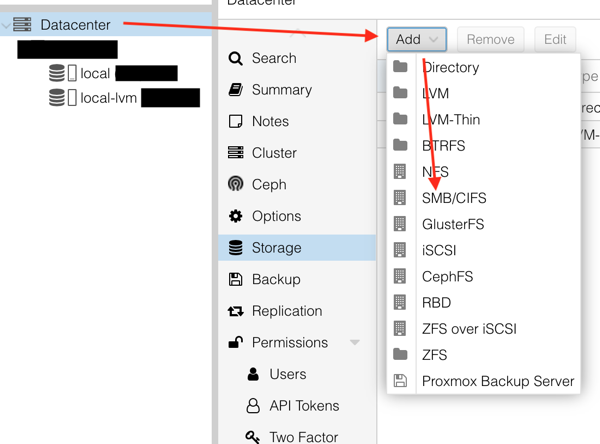 Datacenter
Datacenter
local
local-lvm
Search
Summary
Notes
Cluster
Ceph
Options
Storage
Backup
Replication
Permissions
Users
API Tokens
Two Factor
Add
Remove
Edit
Directory
LVM
LVM-Thin
BTRFS
NFS
SMB/CIFS
GlusterFS
iSCSI
CephFS
RBD
ZFS over iSCSI
ZFS
Proxmox Backup Server